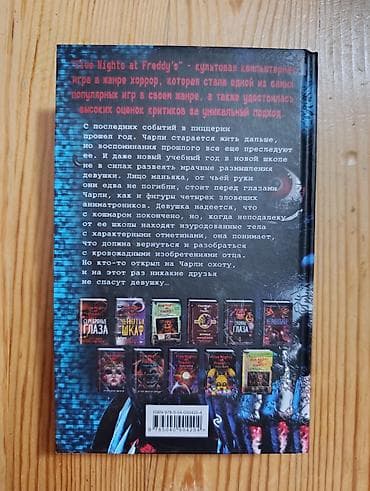 "Five Nights at Freddy's" - культовая компьютерная
игра в жанре хоррор, которая стала одной из самых
популярных игр в своем жанре, а также удостоилась
высоких оценок критиков за уникальный подход.
С последних событий в пиццерии
прошел год. Чарли старается жить дальше,
но воспоминания прошлого все еще преследуют
ее. И даже новый учебный год в новой школе
не в силах развеять мрачные размышления
девушки. Лицо маньяка, от чьей руки
они едва не погибли, стоит перед глазами
Чарли, как и фигуры четырех зловещих
аниматроников. Девушка надеется, что
с кошмаром покончено, но, когда неподалеку
от ее школы находят изуродованные тела
с характерными отметинами, она понимает,
что должна вернуться и разобраться
с кровожадными изобретениями отца.
Но кто-то открыл на Чарли охоту,
и на этот раз никакие друзья
не спасут девушку…
СЕРЕБРЯНЫЕ
ГЛАЗА
ШКАФ
ГЛАЗА